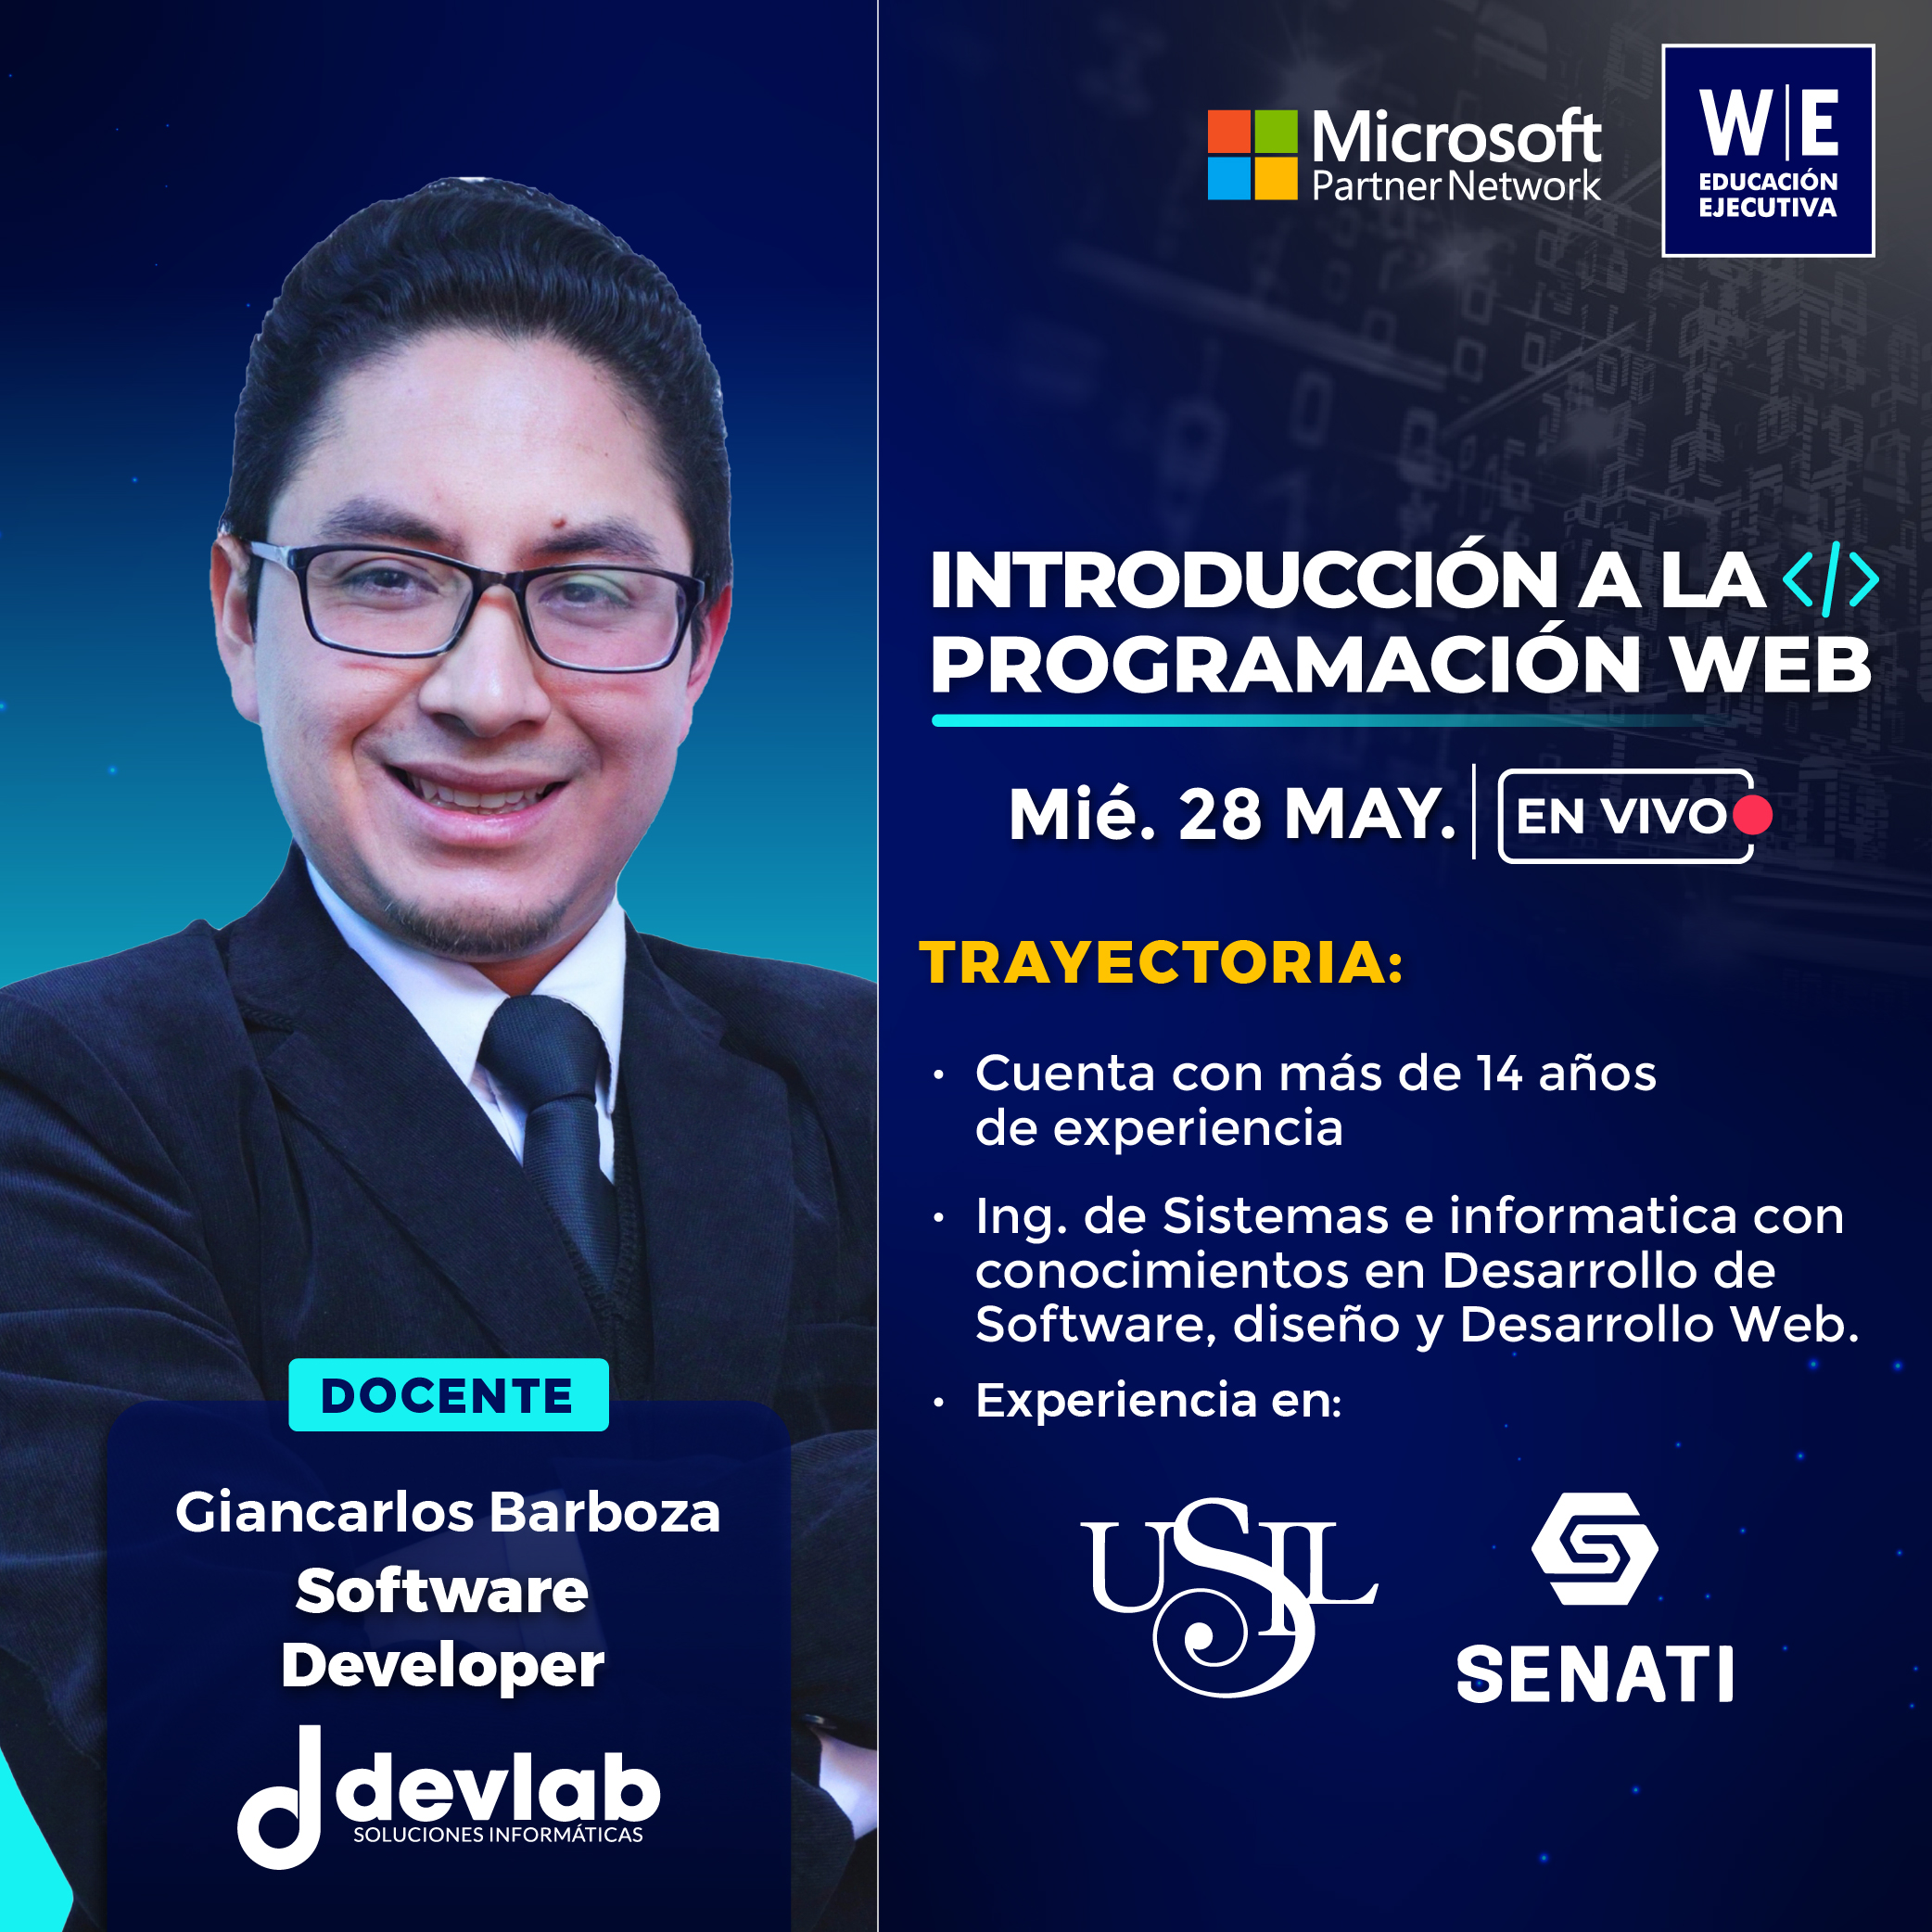 Microsoft
Partner Network
W|E
EDUCACIÓN
EJECUTIVA
INTRODUCCIÓN A LA </>
PROGRAMACIÓN WEB
Mié. 28 MAY.
EN VIVO
TRAYECTORIA:
• Cuenta con más de 14 años
de experiencia
• Ing. de Sistemas e informatica con
conocimientos en Desarrollo de
Software, diseño y Desarrollo Web.
• Experiencia en:
USIL
SENATI
DOCENTE
Giancarlos Barboza
Software
Developer
devlab
SOLUCIONES INFORMÁTICAS